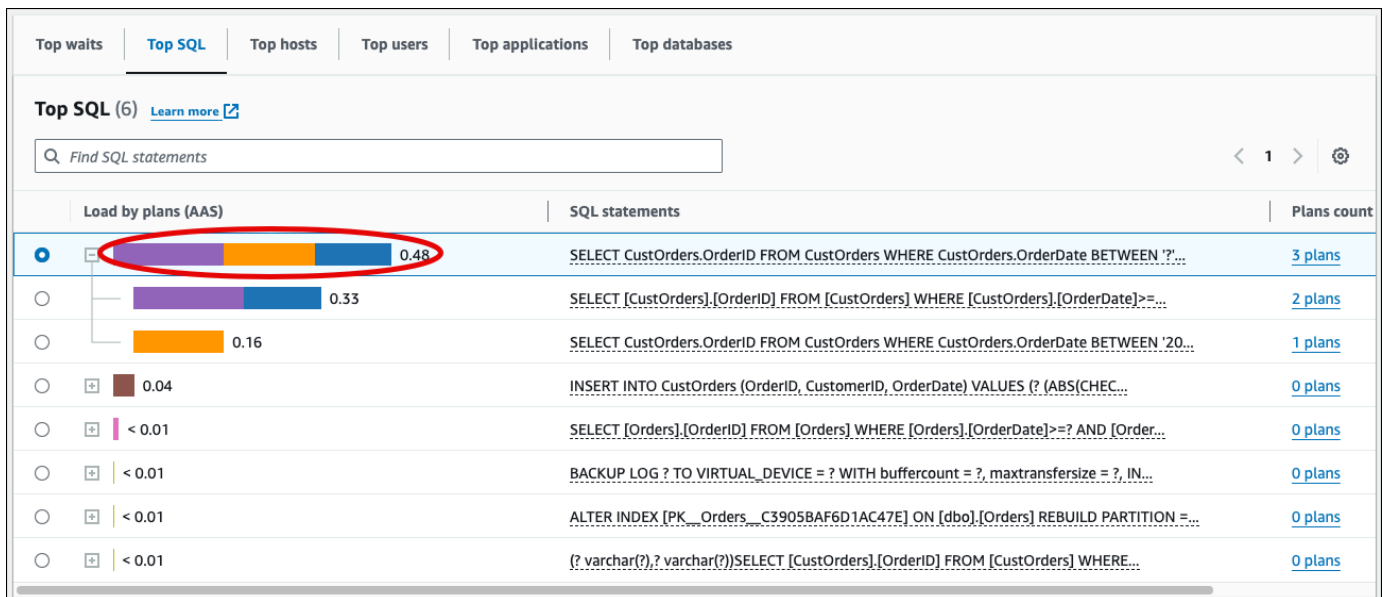 Top waits Top SQL Top hosts Top users Top applications Top databases
Top SQL (6) Learn more
Find SQL statements
1
Load by plans (AAS) SQL statements Plans count
0.48 SELECT CustOrders.OrderID FROM CustOrders WHERE CustOrders.OrderDate BETWEEN '?'... 3 plans
0.33 SELECT [CustOrders].[OrderID] FROM [CustOrders] WHERE [CustOrders].[OrderDate]>=... 2 plans
0.16 SELECT CustOrders.OrderID FROM CustOrders WHERE CustOrders.OrderDate BETWEEN '20... 1 plans
0.04 INSERT INTO CustOrders (OrderID, CustomerID, OrderDate) VALUES (? (ABS(CHEC... 0 plans
< 0.01 SELECT [Orders].[OrderID] FROM [Orders] WHERE [Orders].[OrderDate]>=? AND [Order... 0 plans
< 0.01 BACKUP LOG ? TO VIRTUAL_DEVICE = ? WITH buffercount = ?, maxtransfersize = ?, IN... 0 plans
< 0.01 ALTER INDEX [PK__Orders__C3905BAF6D1AC47E] ON [dbo].[Orders] REBUILD PARTITION =... 0 plans
< 0.01 (? varchar(?),? varchar(?))SELECT [CustOrders].[OrderID] FROM [CustOrders] WHERE... 0 plans